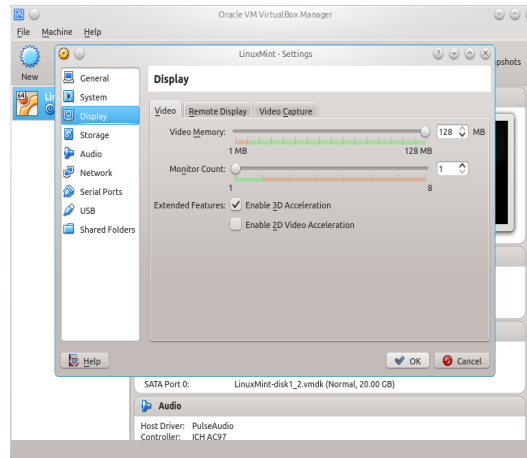 Oracle VM VirtualBox Manager
File Machine Help
New
LinuxMint - Settings
General
System
Display
Storage
Audio
Network
Serial Ports
USB
Shared Folders
Display
Video Remote Display Video Capture
Video Memory: 128 MB
1 MB 128 MB
Monitor Count: 1
1 8
Extended Features: Enable 3D Acceleration
Enable 2D Video Acceleration
Help
OK Cancel
SATA Port 0: LinuxMint-disk1_2.vmdk (Normal, 20.00 GB)
Audio
Host Driver: PulseAudio
Controller: ICH AC97